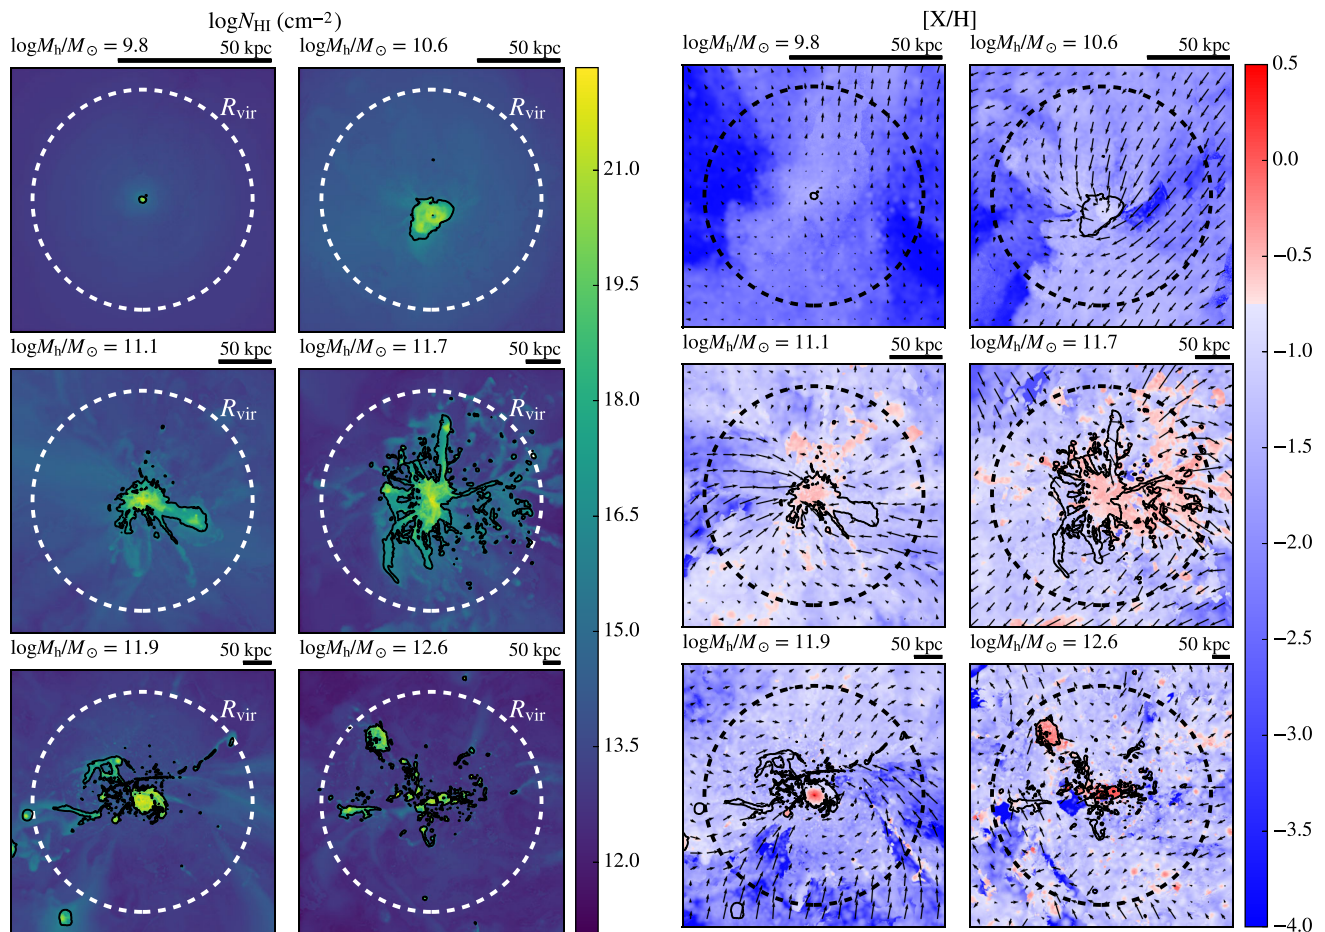 logN_HI (cm⁻²)
logM_h/M_⊙ = 9.8 50 kpc
logM_h/M_⊙ = 10.6 50 kpc
R_vir
R_vir
logM_h/M_⊙ = 11.1 50 kpc
logM_h/M_⊙ = 11.7 50 kpc
R_vir
R_vir
logM_h/M_⊙ = 11.9 50 kpc
logM_h/M_⊙ = 12.6 50 kpc
R_vir
R_vir
21.0
19.5
18.0
16.5
15.0
13.5
12.0
[X/H]
logM_h/M_⊙ = 9.8 50 kpc
logM_h/M_⊙ = 10.6 50 kpc
logM_h/M_⊙ = 11.1 50 kpc
logM_h/M_⊙ = 11.7 50 kpc
logM_h/M_⊙ = 11.9 50 kpc
logM_h/M_⊙ = 12.6 50 kpc
0.5
0.0
−0.5
−1.0
−1.5
−2.0
−2.5
−3.0
−3.5
−4.0